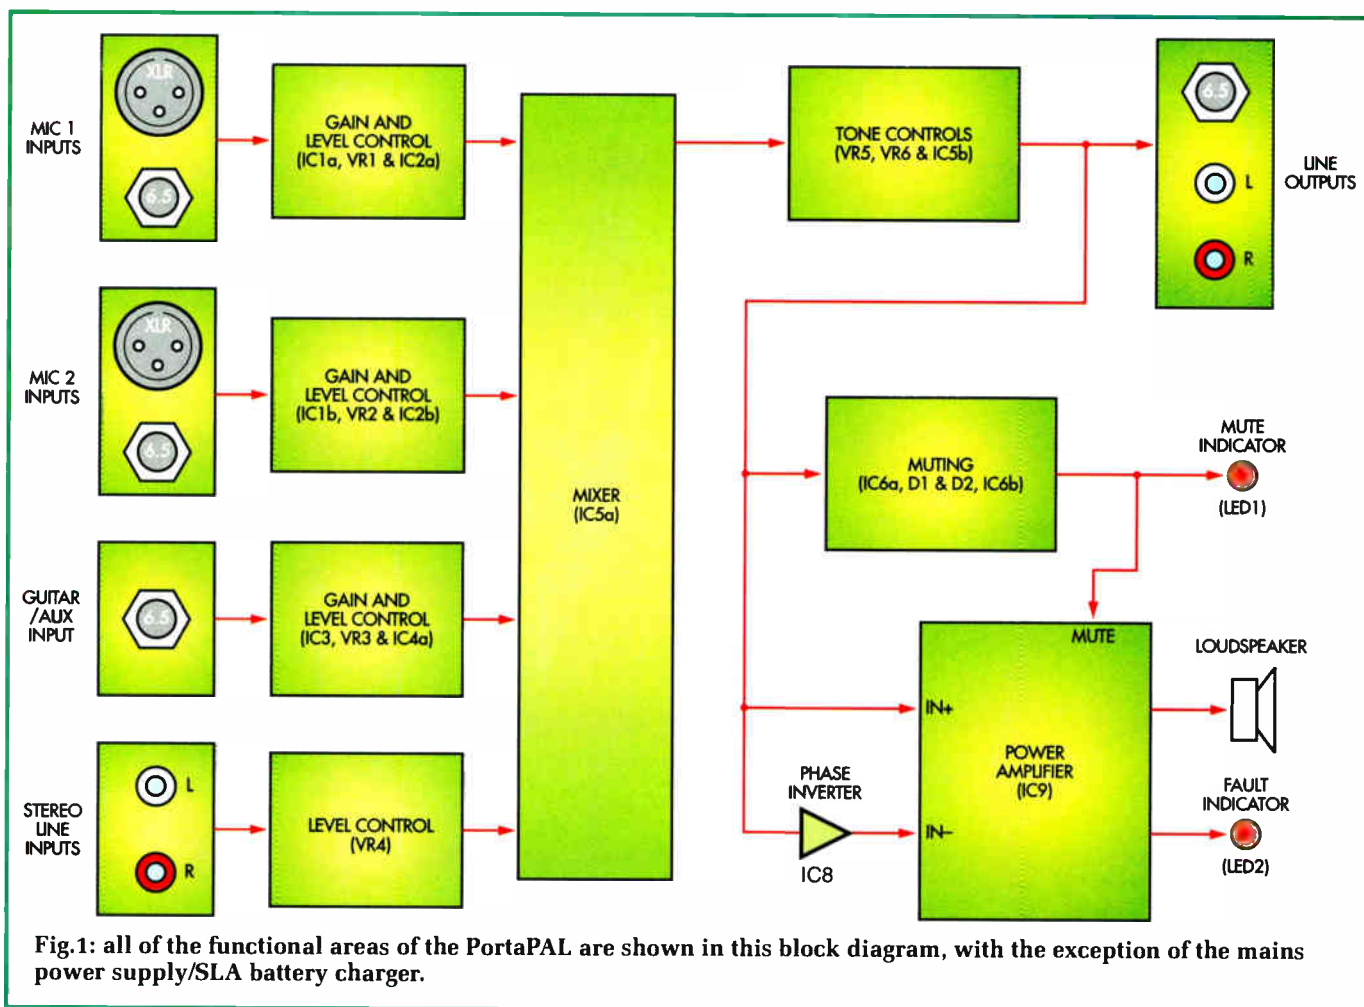 MIC 1
INPUTS
XLR
6.5
GAIN AND
LEVEL CONTROL
(IC1a, VR1 & IC2a)
MIC 2
INPUTS
XLR
6.5
GAIN AND
LEVEL CONTROL
(IC1b, VR2 & IC2b)
GUITAR
/AUX
INPUT
6.5
GAIN AND
LEVEL CONTROL
(IC3, VR3 & IC4a)
STEREO
LINE
INPUTS
L
R
LEVEL CONTROL
(VR4)
MIXER
(IC5a)
TONE CONTROLS
(VR5, VR6 & IC5b)
6.5
L
R
LINE
OUTPUTS
MUTING
(IC6a, D1 & D2, IC6b)
MUTE
INDICATOR
(LED1)
MUTE
IN+
IN–
POWER
AMPLIFIER
(IC9)
PHASE
INVERTER
IC8
LOUDSPEAKER
FAULT
INDICATOR
(LED2)
Fig.1: all of the functional areas of the PortaPAL are shown in this block diagram, with the exception of the mains
power supply/SLA battery charger.